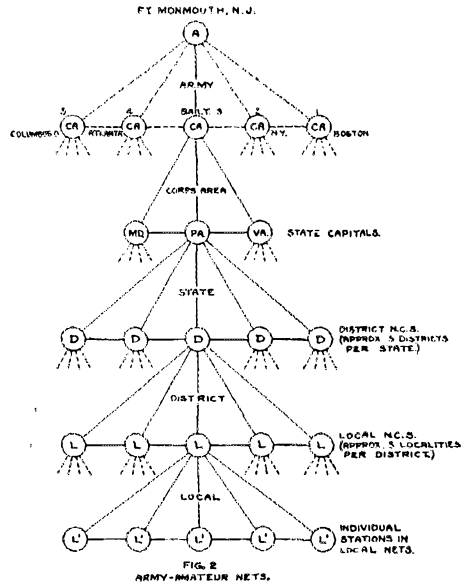 FT MONMOUTH, N.J.
A
ARMY
5 4 BALT. 3 2 1
COLUMBUS O. CA ATLANTA CA CA CA N.Y. CA BOSTON
CORPS AREA
MD. PA. VA. STATE CAPITALS.
STATE
D D D D D DISTRICT N.C.S.
(APPROX. 5 DISTRICTS
PER STATE.)
DISTRICT
L L L L L LOCAL N.C.S.
(APPROX. 5 LOCALITIES
PER DISTRICT.)
LOCAL
L' L' L' L' L' INDIVIDUAL
STATIONS IN
LOCAL NETS.
FIG. 2
ARMY-AMATEUR NETS.